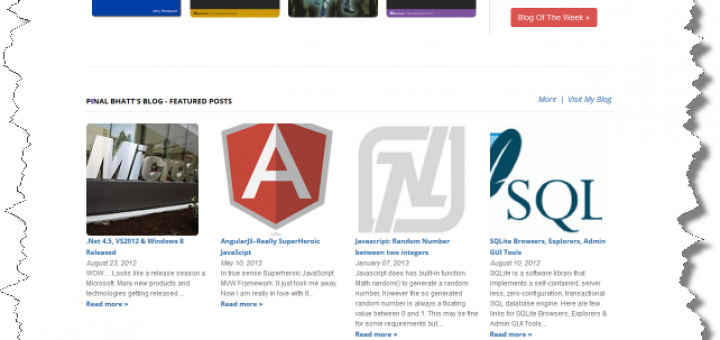 Blog Of The Week »
PINAL BHATT'S BLOG - FEATURED POSTS
More | Visit My Blog
Micros
A
N
SQL
.Net 4.5, VS2012 & Windows 8
Released
August 23, 2012
WOW… Looks like a release season a
Microsoft. Many new products and
technologies getting released…
Read more »
AngularJS–Really SuperHeroic
JavaScipt
May 10, 2013
In true sense Superheroic JavaScript
MVW Framework. It just took me away,
Now I am really in love with it…
Read more »
Javascript: Random Number
between two integers
January 07, 2013
Javascript does has built-in function
Math.random() to generate a random
number, however the so generated
random number is always a floating
value between 0 and 1. This may be fine
for some requirements but…
Read more »
SQLite Browsers, Explorers, Admin
GUI Tools
August 10, 2012
SQLite is a software library that
implements a self-contained, server
less, zero-configuration, transactional
SQL database engine. Here are few
links for SQLite Browsers, Explorers &
Admin GUI Tools…
Read more »